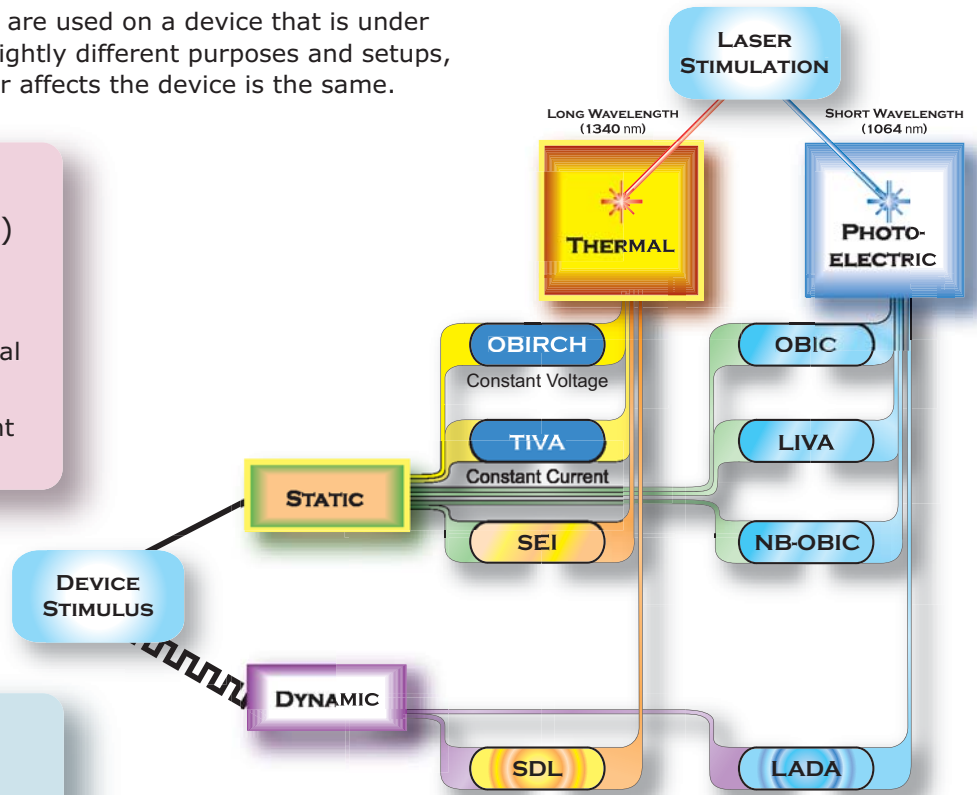 are used on a device that is under
ightly different purposes and setups,
r affects the device is the same.
)
al
nt
LASER
STIMULATION
LONG WAVELENGTH
(1340 nm)
SHORT WAVELENGTH
(1064 nm)
THERMAL
PHOTO-
ELECTRIC
OBIRCH
Constant Voltage
OBIC
TIVA
Constant Current
LIVA
STATIC
SEI
NB-OBIC
DEVICE
STIMULUS
DYNAMIC
SDL
LADA